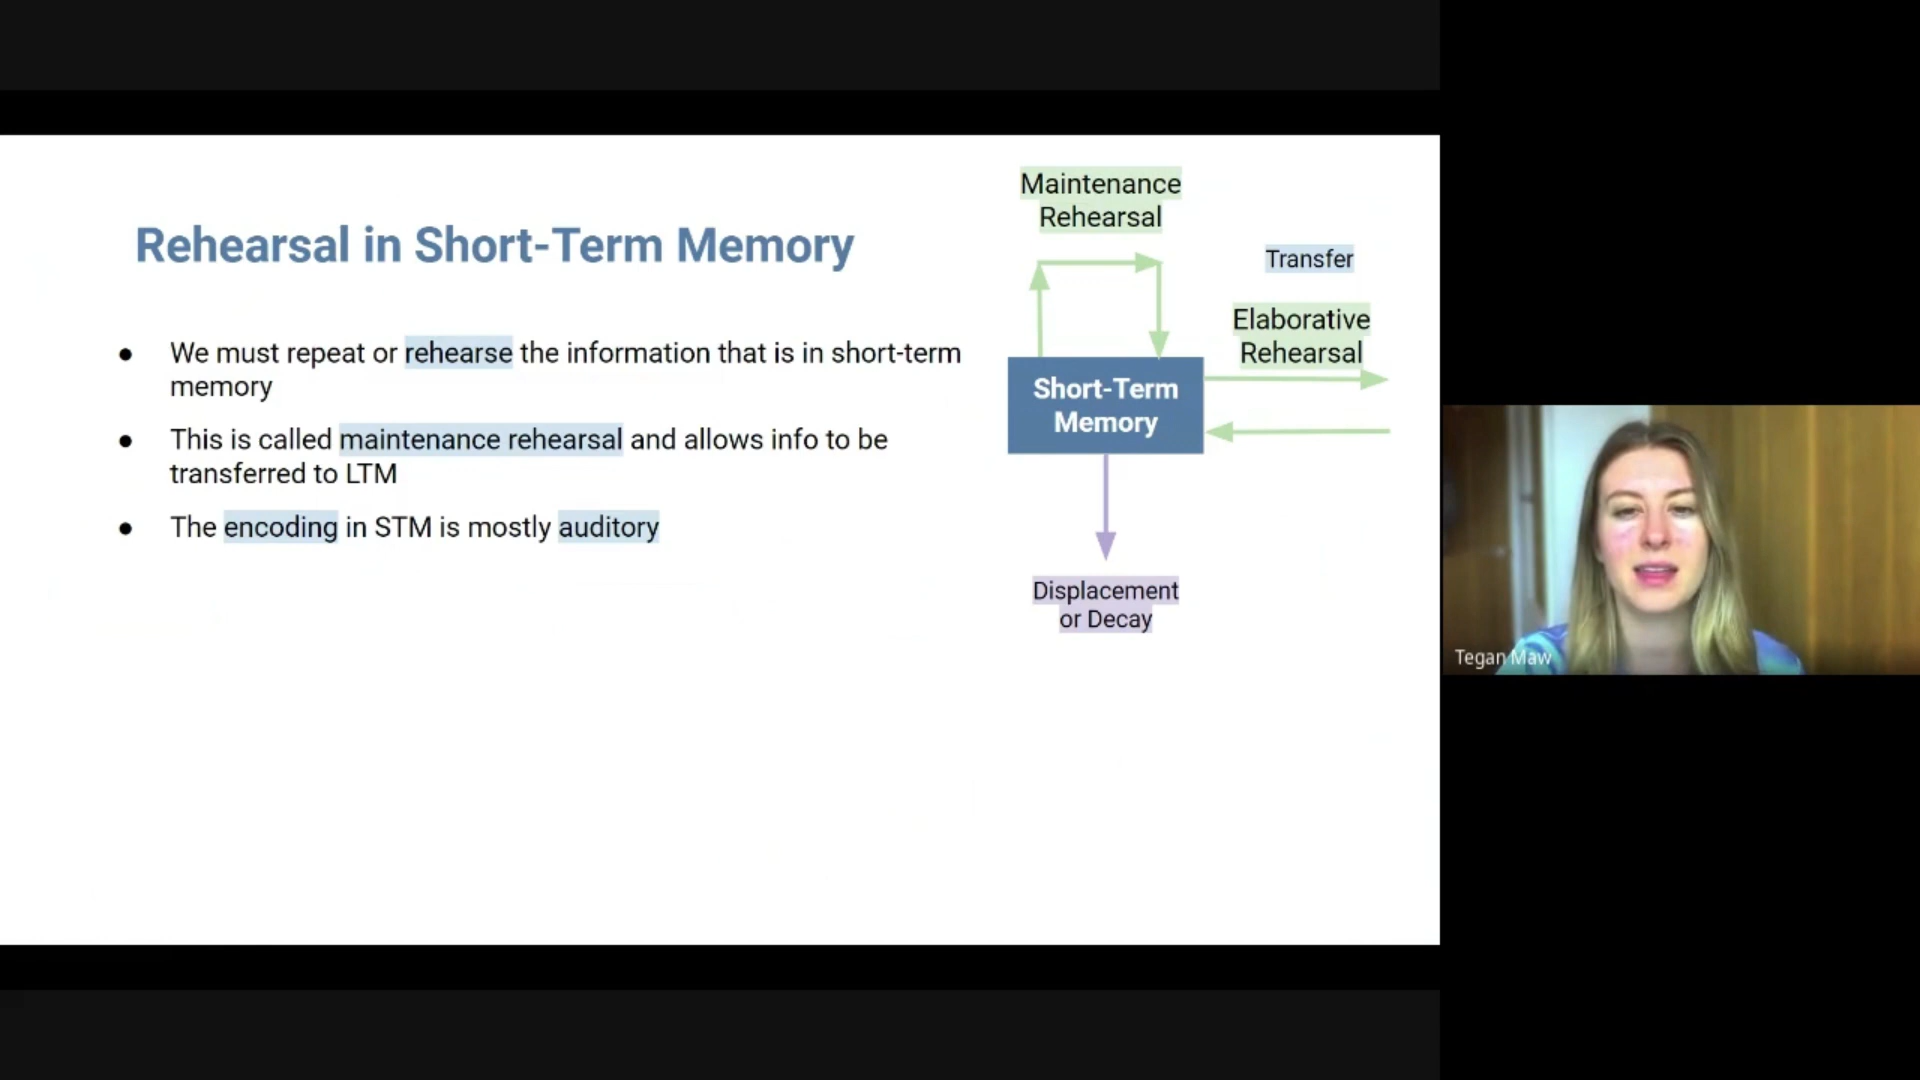 Rehearsal in Short-Term Memory
● We must repeat or rehearse the information that is in short-term
memory
● This is called maintenance rehearsal and allows info to be
transferred to LTM
● The encoding in STM is mostly auditory
Maintenance
Rehearsal
Transfer
Elaborative
Rehearsal
Short-Term
Memory
Displacement
or Decay
Tegan Maw